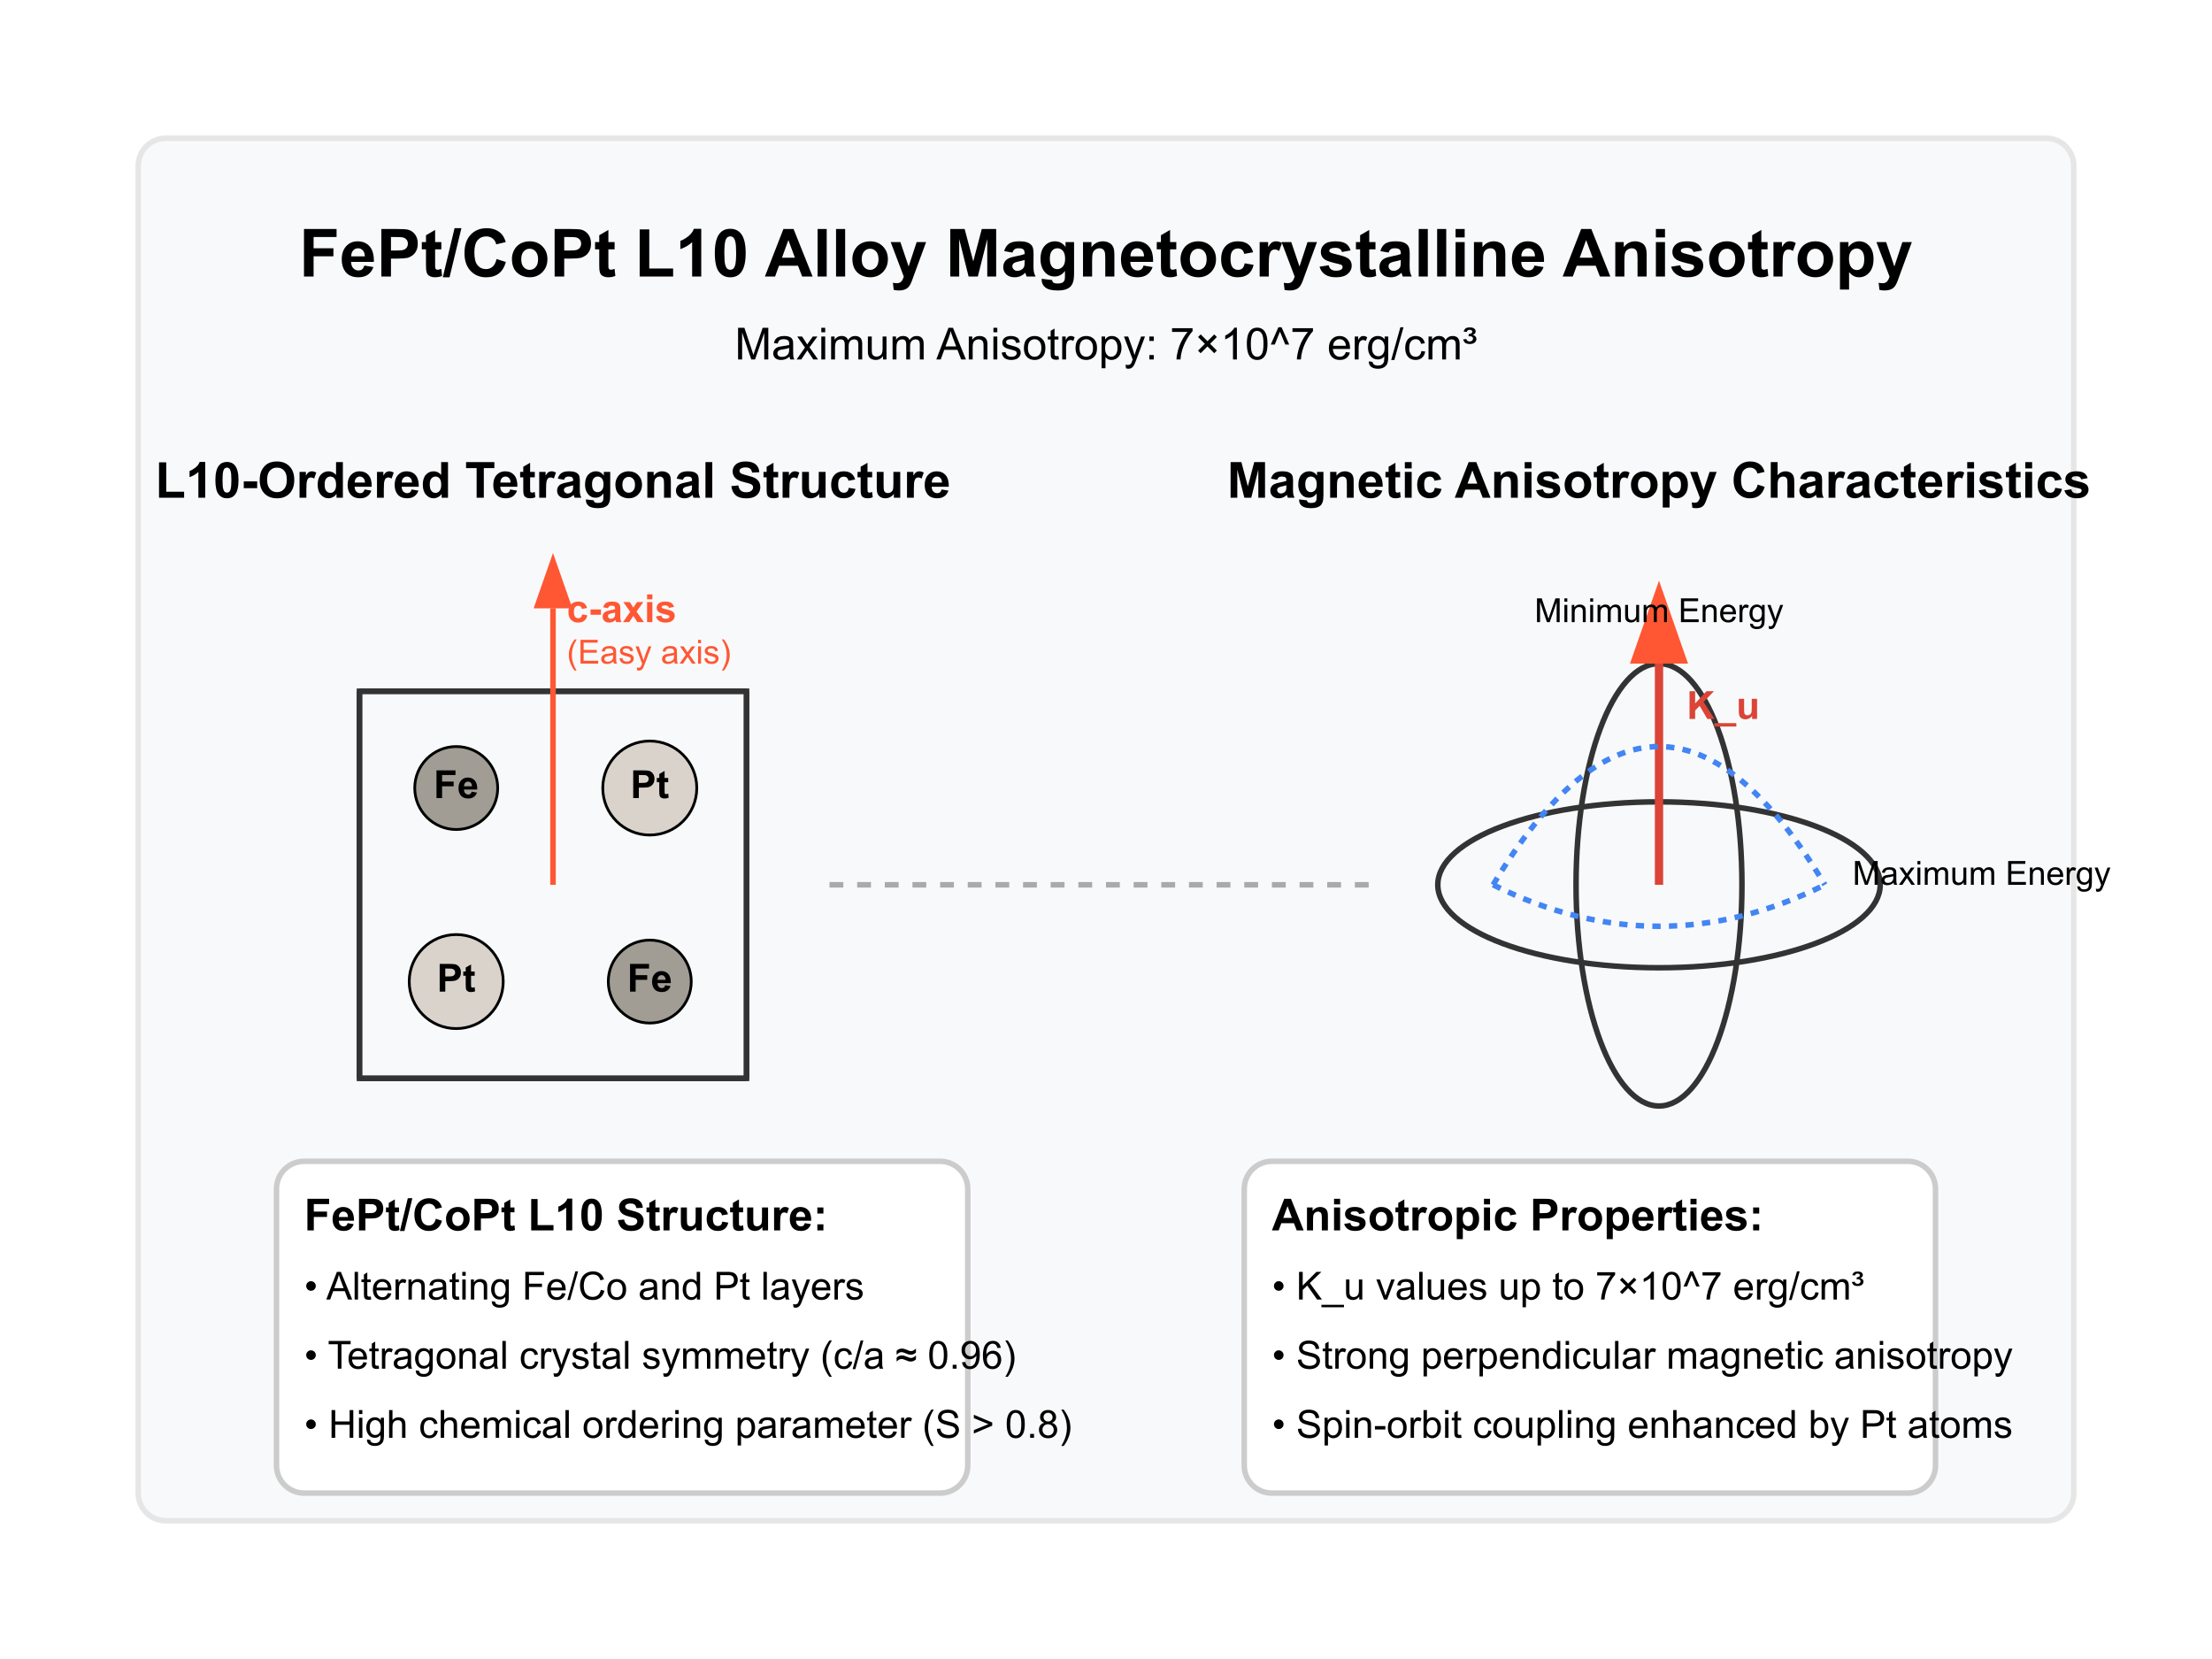 FePt/CoPt L10 Alloy Magnetocrystalline Anisotropy
Maximum Anisotropy: 7×10^7 erg/cm³
L10-Ordered Tetragonal Structure
c-axis
(Easy axis)
Fe
Pt
Pt
Fe
Magnetic Anisotropy Characteristics
Minimum Energy
K_u
Maximum Energy
FePt/CoPt L10 Structure:
• Alternating Fe/Co and Pt layers
• Tetragonal crystal symmetry (c/a ≈ 0.96)
• High chemical ordering parameter (S > 0.8)
Anisotropic Properties:
• K_u values up to 7×10^7 erg/cm³
• Strong perpendicular magnetic anisotropy
• Spin-orbit coupling enhanced by Pt atoms